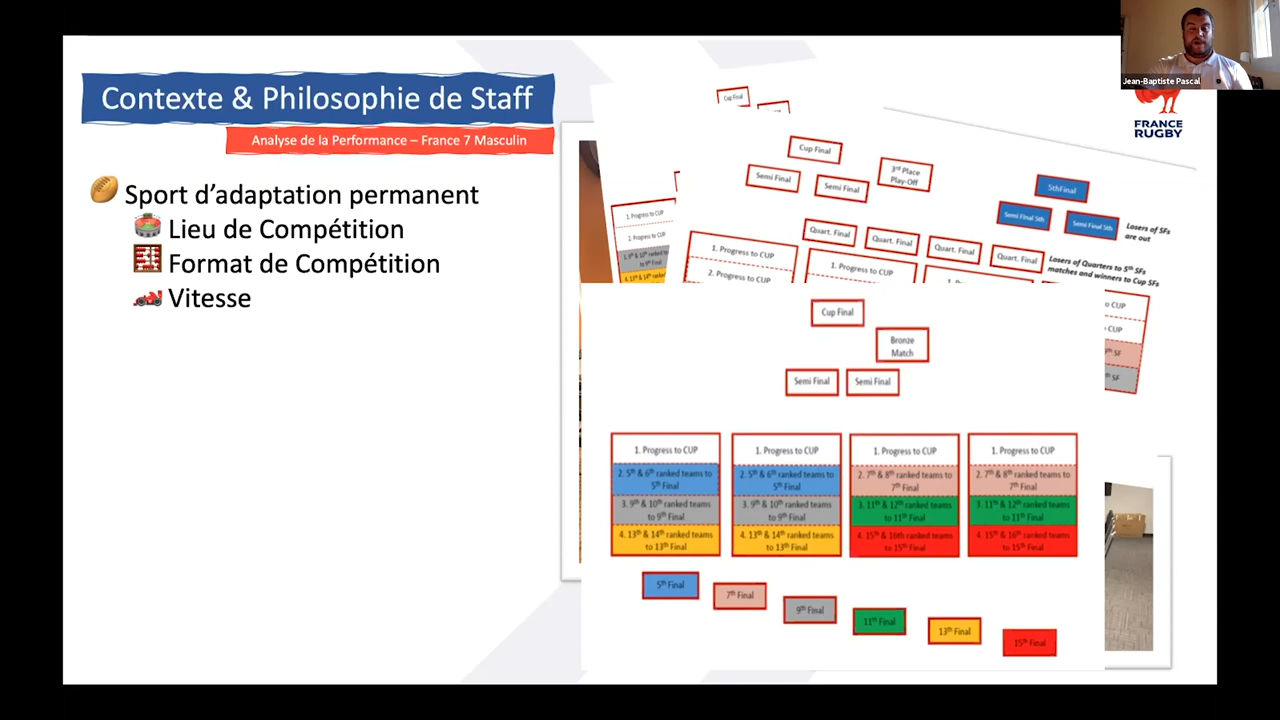 Contexte & Philosophie de Staff
Analyse de la Performance – France 7 Masculin
Sport d'adaptation permanent
Lieu de Compétition
Format de Compétition
Vitesse
Jean-Baptiste Pascal
FRANCE
RUGBY
Cup Final
1. Progress to CUP
2. Progress to CUP
Cup Final
3rd Place
Play-Off
Semi Final
Semi Final
5thFinal
Semi Final 5th
Semi Final 5th
Losers of SFs
are out
Quart. Final
Quart. Final
Quart. Final
Quart. Final
Losers of Quarters to 5th SFs
matches and winners to Cup SFs
1. Progress to CUP
2. Progress to CUP
1. Progress to CUP
CUP
CUP
SF
SF
Cup Final
Bronze
Match
Semi Final
Semi Final
1. Progress to CUP
2. 5th & 6th ranked teams to
5th Final
3. 9th & 10th ranked teams
to 9th Final
4. 13th & 14th ranked teams
to 13th Final
1. Progress to CUP
2. 5th & 6th ranked teams to
5th Final
3. 9th & 10th ranked teams
to 9th Final
4. 13th & 14th ranked teams
to 13th Final
1. Progress to CUP
2. 7th & 8th ranked teams to
7th Final
3. 11th & 12th ranked teams
to 11th Final
4. 15th & 16th ranked teams
to 15th Final
1. Progress to CUP
2. 7th & 8th ranked teams to
7th Final
3. 11th & 12th ranked teams
to 11th Final
4. 15th & 16th ranked teams
to 15th Final
5th Final
7th Final
9th Final
11th Final
13th Final
15th Final